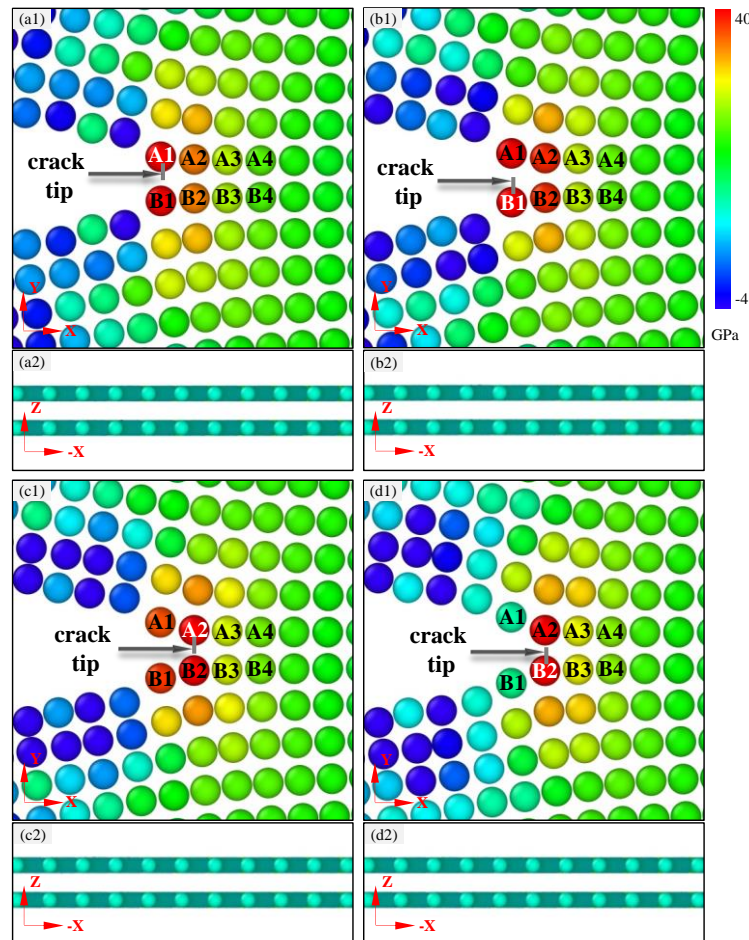 (a1)
A1 A2 A3 A4
crack
tip
B1 B2 B3 B4
Y
X
(b1)
A1 A2 A3 A4
crack
tip
B1 B2 B3 B4
Y
X
40
-4
GPa
(a2)
Z
-X
(b2)
Z
-X
(c1)
A1 A2 A3 A4
crack
tip
B1 B2 B3 B4
Y
X
(d1)
A1 A2 A3 A4
crack
tip
B1 B2 B3 B4
Y
X
(c2)
Z
-X
(d2)
Z
-X